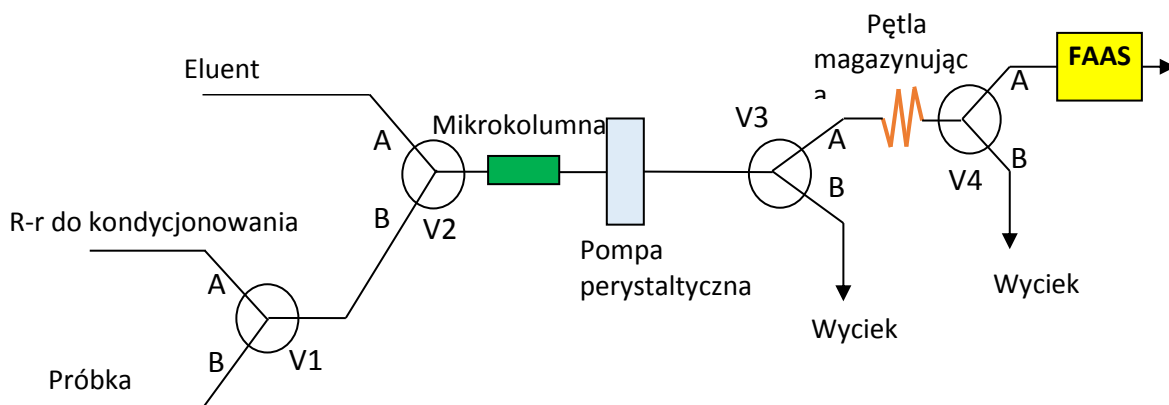 Pętla
magazynując
a
FAAS
Eluent
A
V3
Mikrokolumna
A
A
B
B
V4
B
V2
R-r do kondycjonowania
Pompa
perystaltyczna
A
Wyciek
Wyciek
B
V1
Próbka